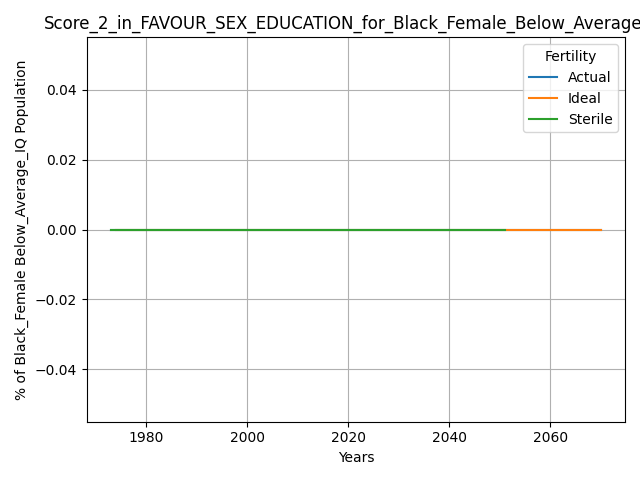 Score_2_in_FAVOUR_SEX_EDUCATION_for_Black_Female_Below_Average
Fertility
Actual
Ideal
Sterile
% of Black_Female Below_Average_IQ Population
0.04
0.02
0.00
−0.02
−0.04
1980 2000 2020 2040 2060
Years